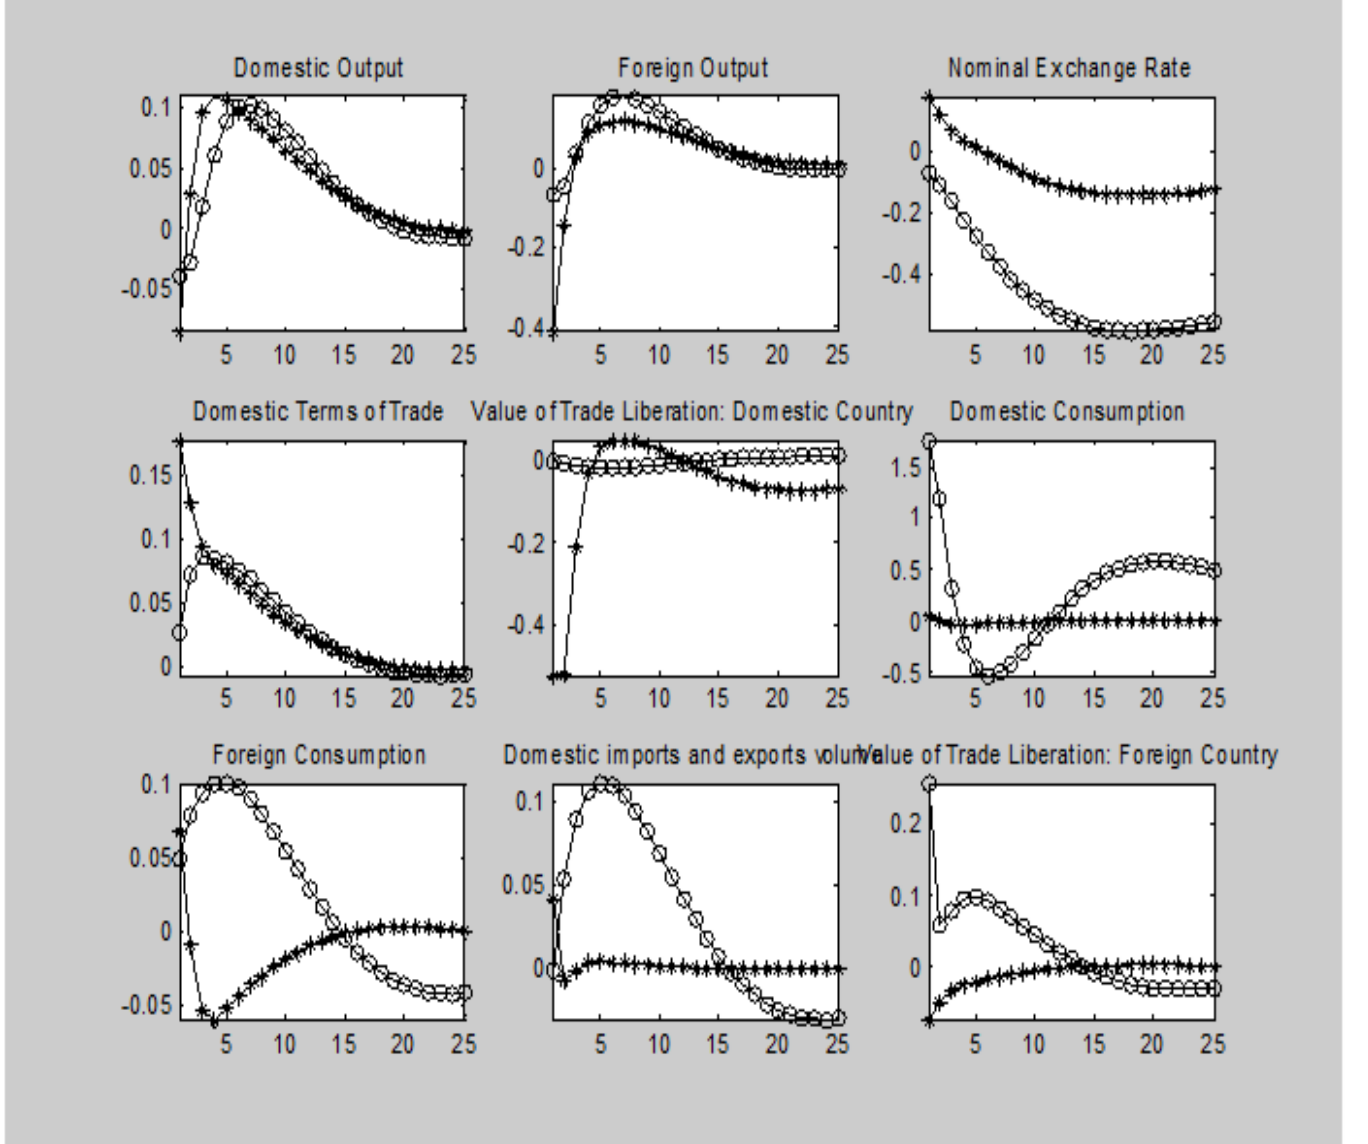 Domestic Output
Foreign Output
Nominal Exchange Rate
0.1
0.05
0
-0.05
5 10 15 20 25
0
-0.2
-0.4
5 10 15 20 25
0
-0.2
-0.4
5 10 15 20 25
Domestic Terms of Trade
Value of Trade Liberation: Domestic Country
Domestic Consumption
0.15
0.1
0.05
0
5 10 15 20 25
0
-0.2
-0.4
5 10 15 20 25
1.5
1
0.5
0
-0.5
5 10 15 20 25
Foreign Consumption
Domestic imports and exports volume
Value of Trade Liberation: Foreign Country
0.1
0.05
0
-0.05
5 10 15 20 25
0.1
0.05
0
5 10 15 20 25
0.2
0.1
0
5 10 15 20 25